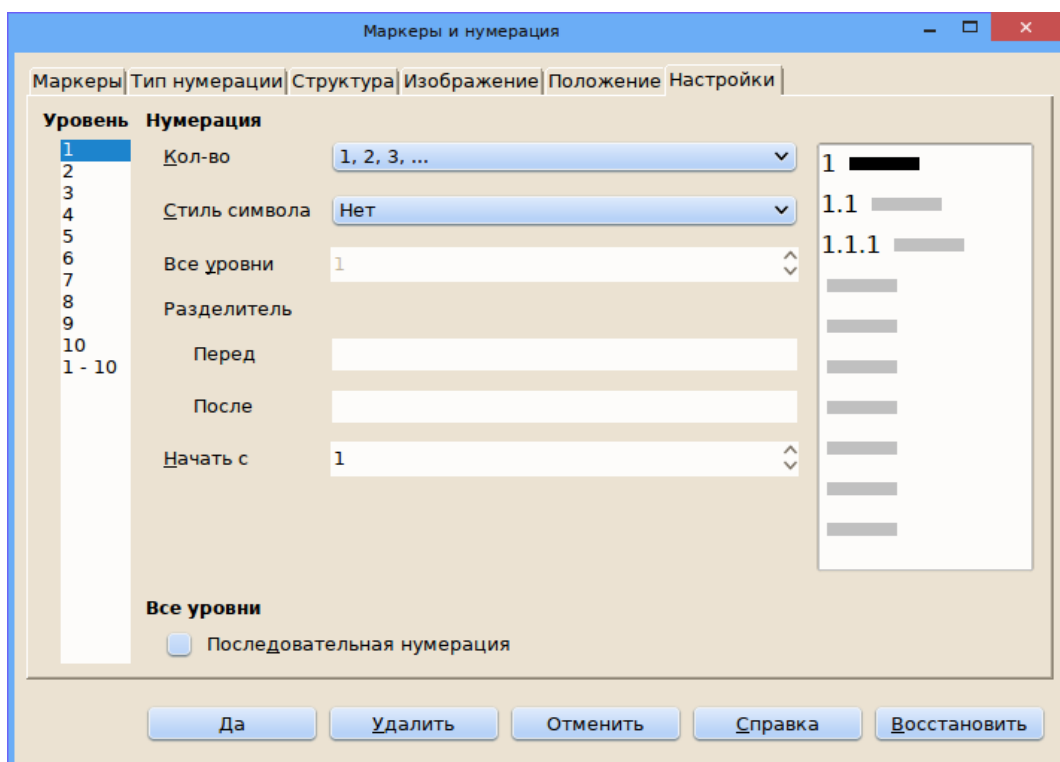 Маркеры и нумерация
Маркеры Тип нумерации Структура Изображение Положение Настройки
Уровень
1
2
3
4
5
6
7
8
9
10
1 - 10
Нумерация
Кол-во 1, 2, 3, ...
Стиль символа Нет
Все уровни 1
Разделитель
Перед
После
Начать с 1
1
1.1
1.1.1
Все уровни
Последовательная нумерация
Да Удалить Отменить Справка Восстановить